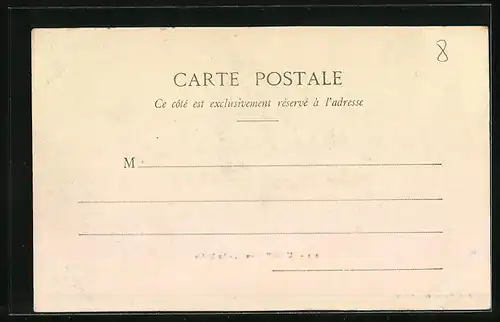 8
CARTE POSTALE
Ce côté est exclusivement réservé à l'adresse
M